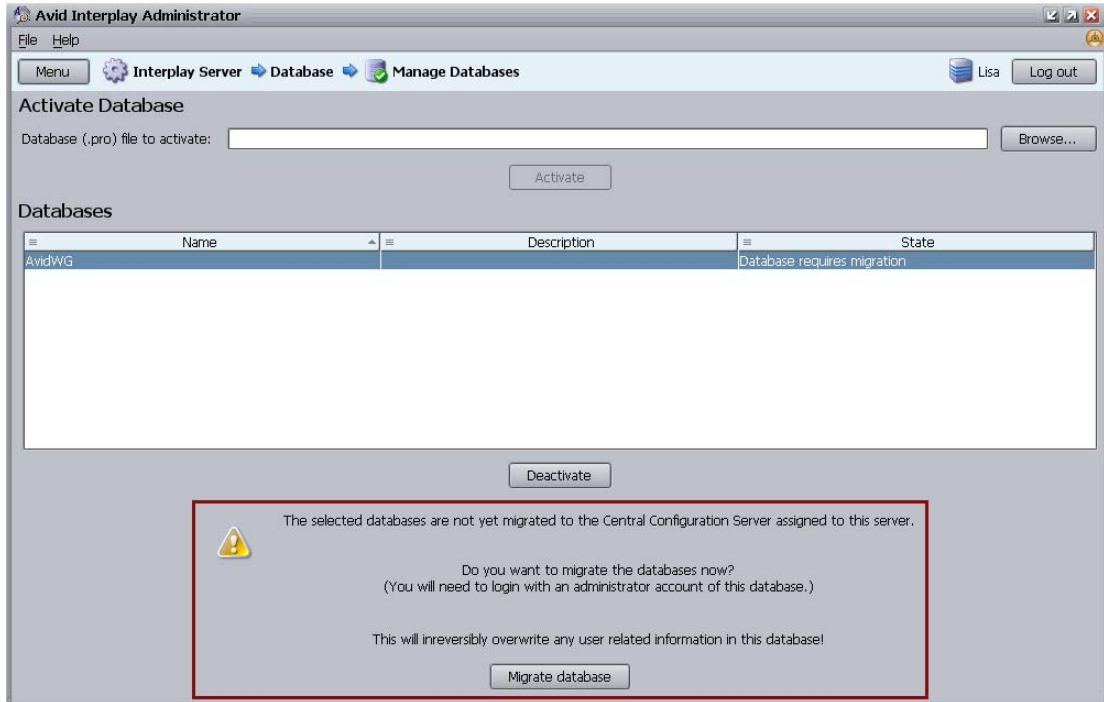 Avid Interplay Administrator
File Help
Menu Interplay Server Database Manage Databases Lisa Log out
Activate Database
Database (.pro) file to activate: Browse...
Activate
Databases
Name Description State
AvidWG Database requires migration
Deactivate
The selected databases are not yet migrated to the Central Configuration Server assigned to this server.
Do you want to migrate the databases now?
(You will need to login with an administrator account of this database.)
This will inreversibly overwrite any user related information in this database!
Migrate database